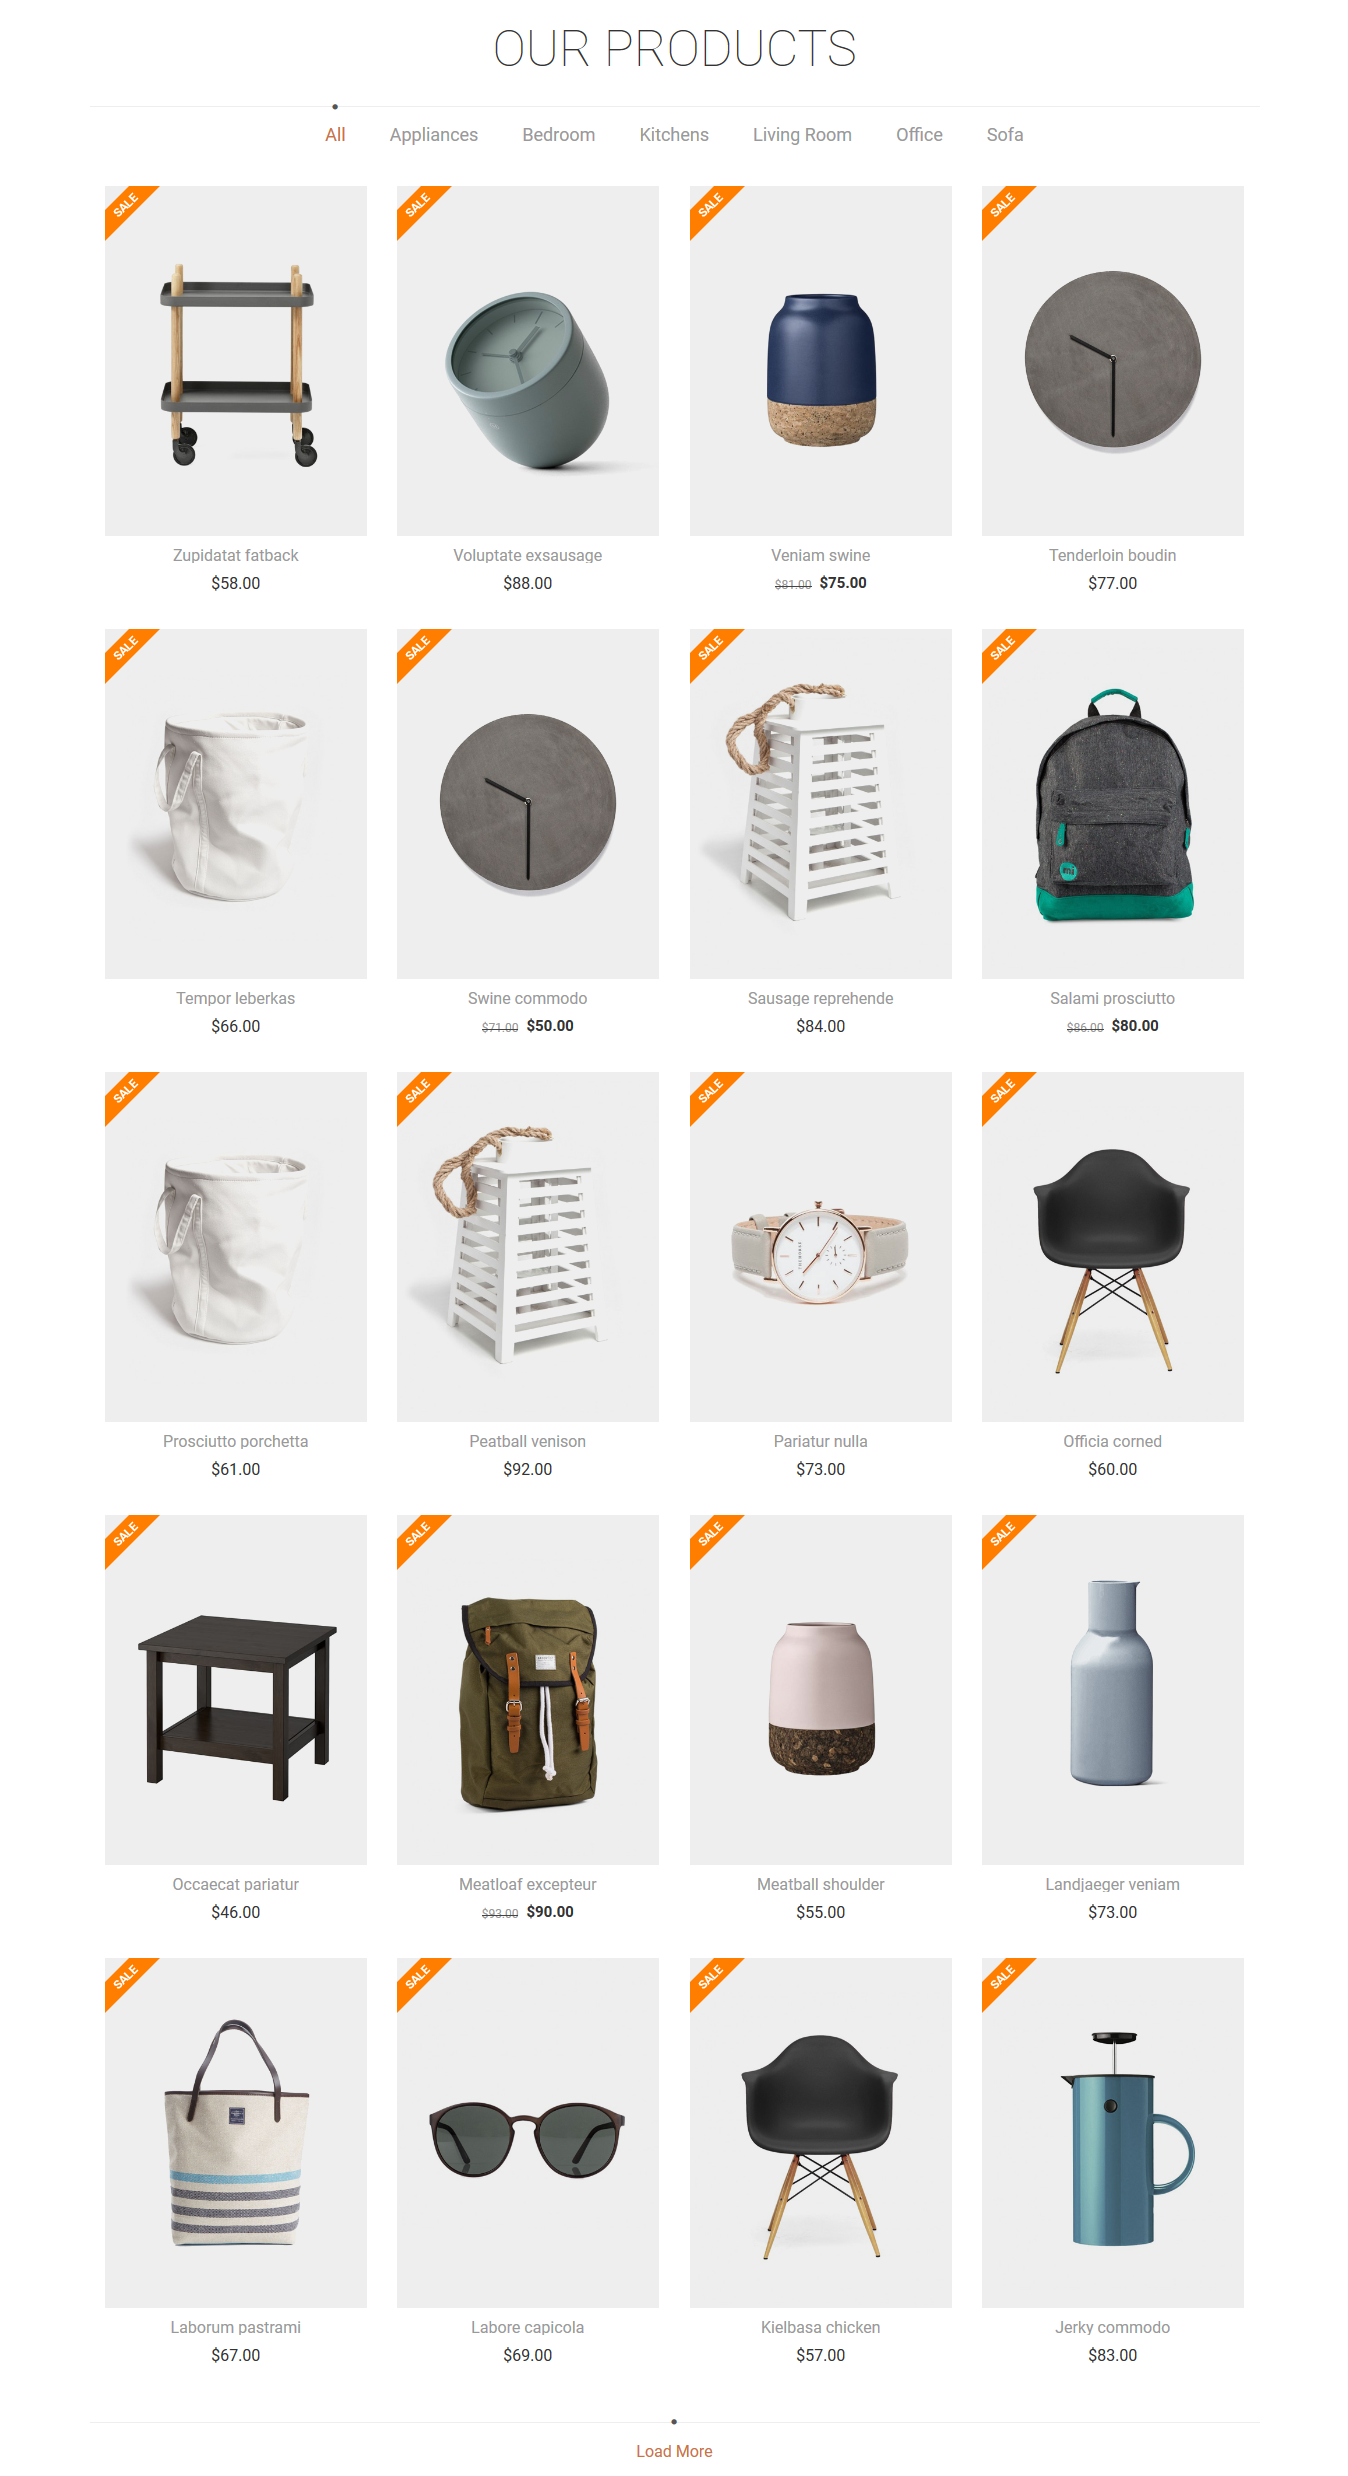 OUR PRODUCTS
All Appliances Bedroom Kitchens Living Room Office Sofa
SALE SALE SALE SALE
Zupidatat fatback Voluptate exsausage Veniam swine Tenderloin boudin
$58.00 $88.00 $81.00 $75.00 $77.00
SALE SALE SALE SALE
mi
Tempor leberkas Swine commodo Sausage reprehende Salami prosciutto
$66.00 $71.00 $50.00 $84.00 $86.00 $80.00
SALE SALE SALE SALE
Prosciutto porchetta Peatball venison Pariatur nulla Officia corned
$61.00 $92.00 $73.00 $60.00
SALE SALE SALE SALE
Occaecat pariatur Meatloaf excepteur Meatball shoulder Landjaeger veniam
$46.00 $93.00 $90.00 $55.00 $73.00
SALE SALE SALE SALE
Laborum pastrami Labore capicola Kielbasa chicken Jerky commodo
$67.00 $69.00 $57.00 $83.00
Load More